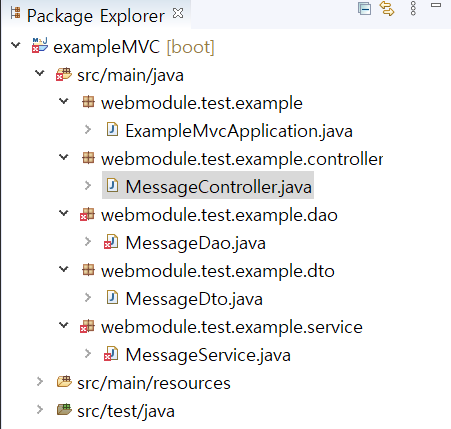 Package Explorer
exampleMVC [boot]
src/main/java
webmodule.test.example
ExampleMvcApplication.java
webmodule.test.example.controller
MessageController.java
webmodule.test.example.dao
MessageDao.java
webmodule.test.example.dto
MessageDto.java
webmodule.test.example.service
MessageService.java
src/main/resources
src/test/java